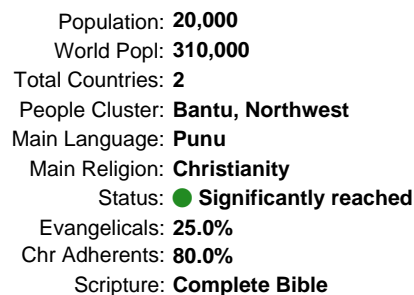 Population: 20,000
World Popl: 310,000
Total Countries: 2
People Cluster: Bantu, Northwest
Main Language: Punu
Main Religion: Christianity
Status: Significantly reached
Evangelicals: 25.0%
Chr Adherents: 80.0%
Scripture: Complete Bible